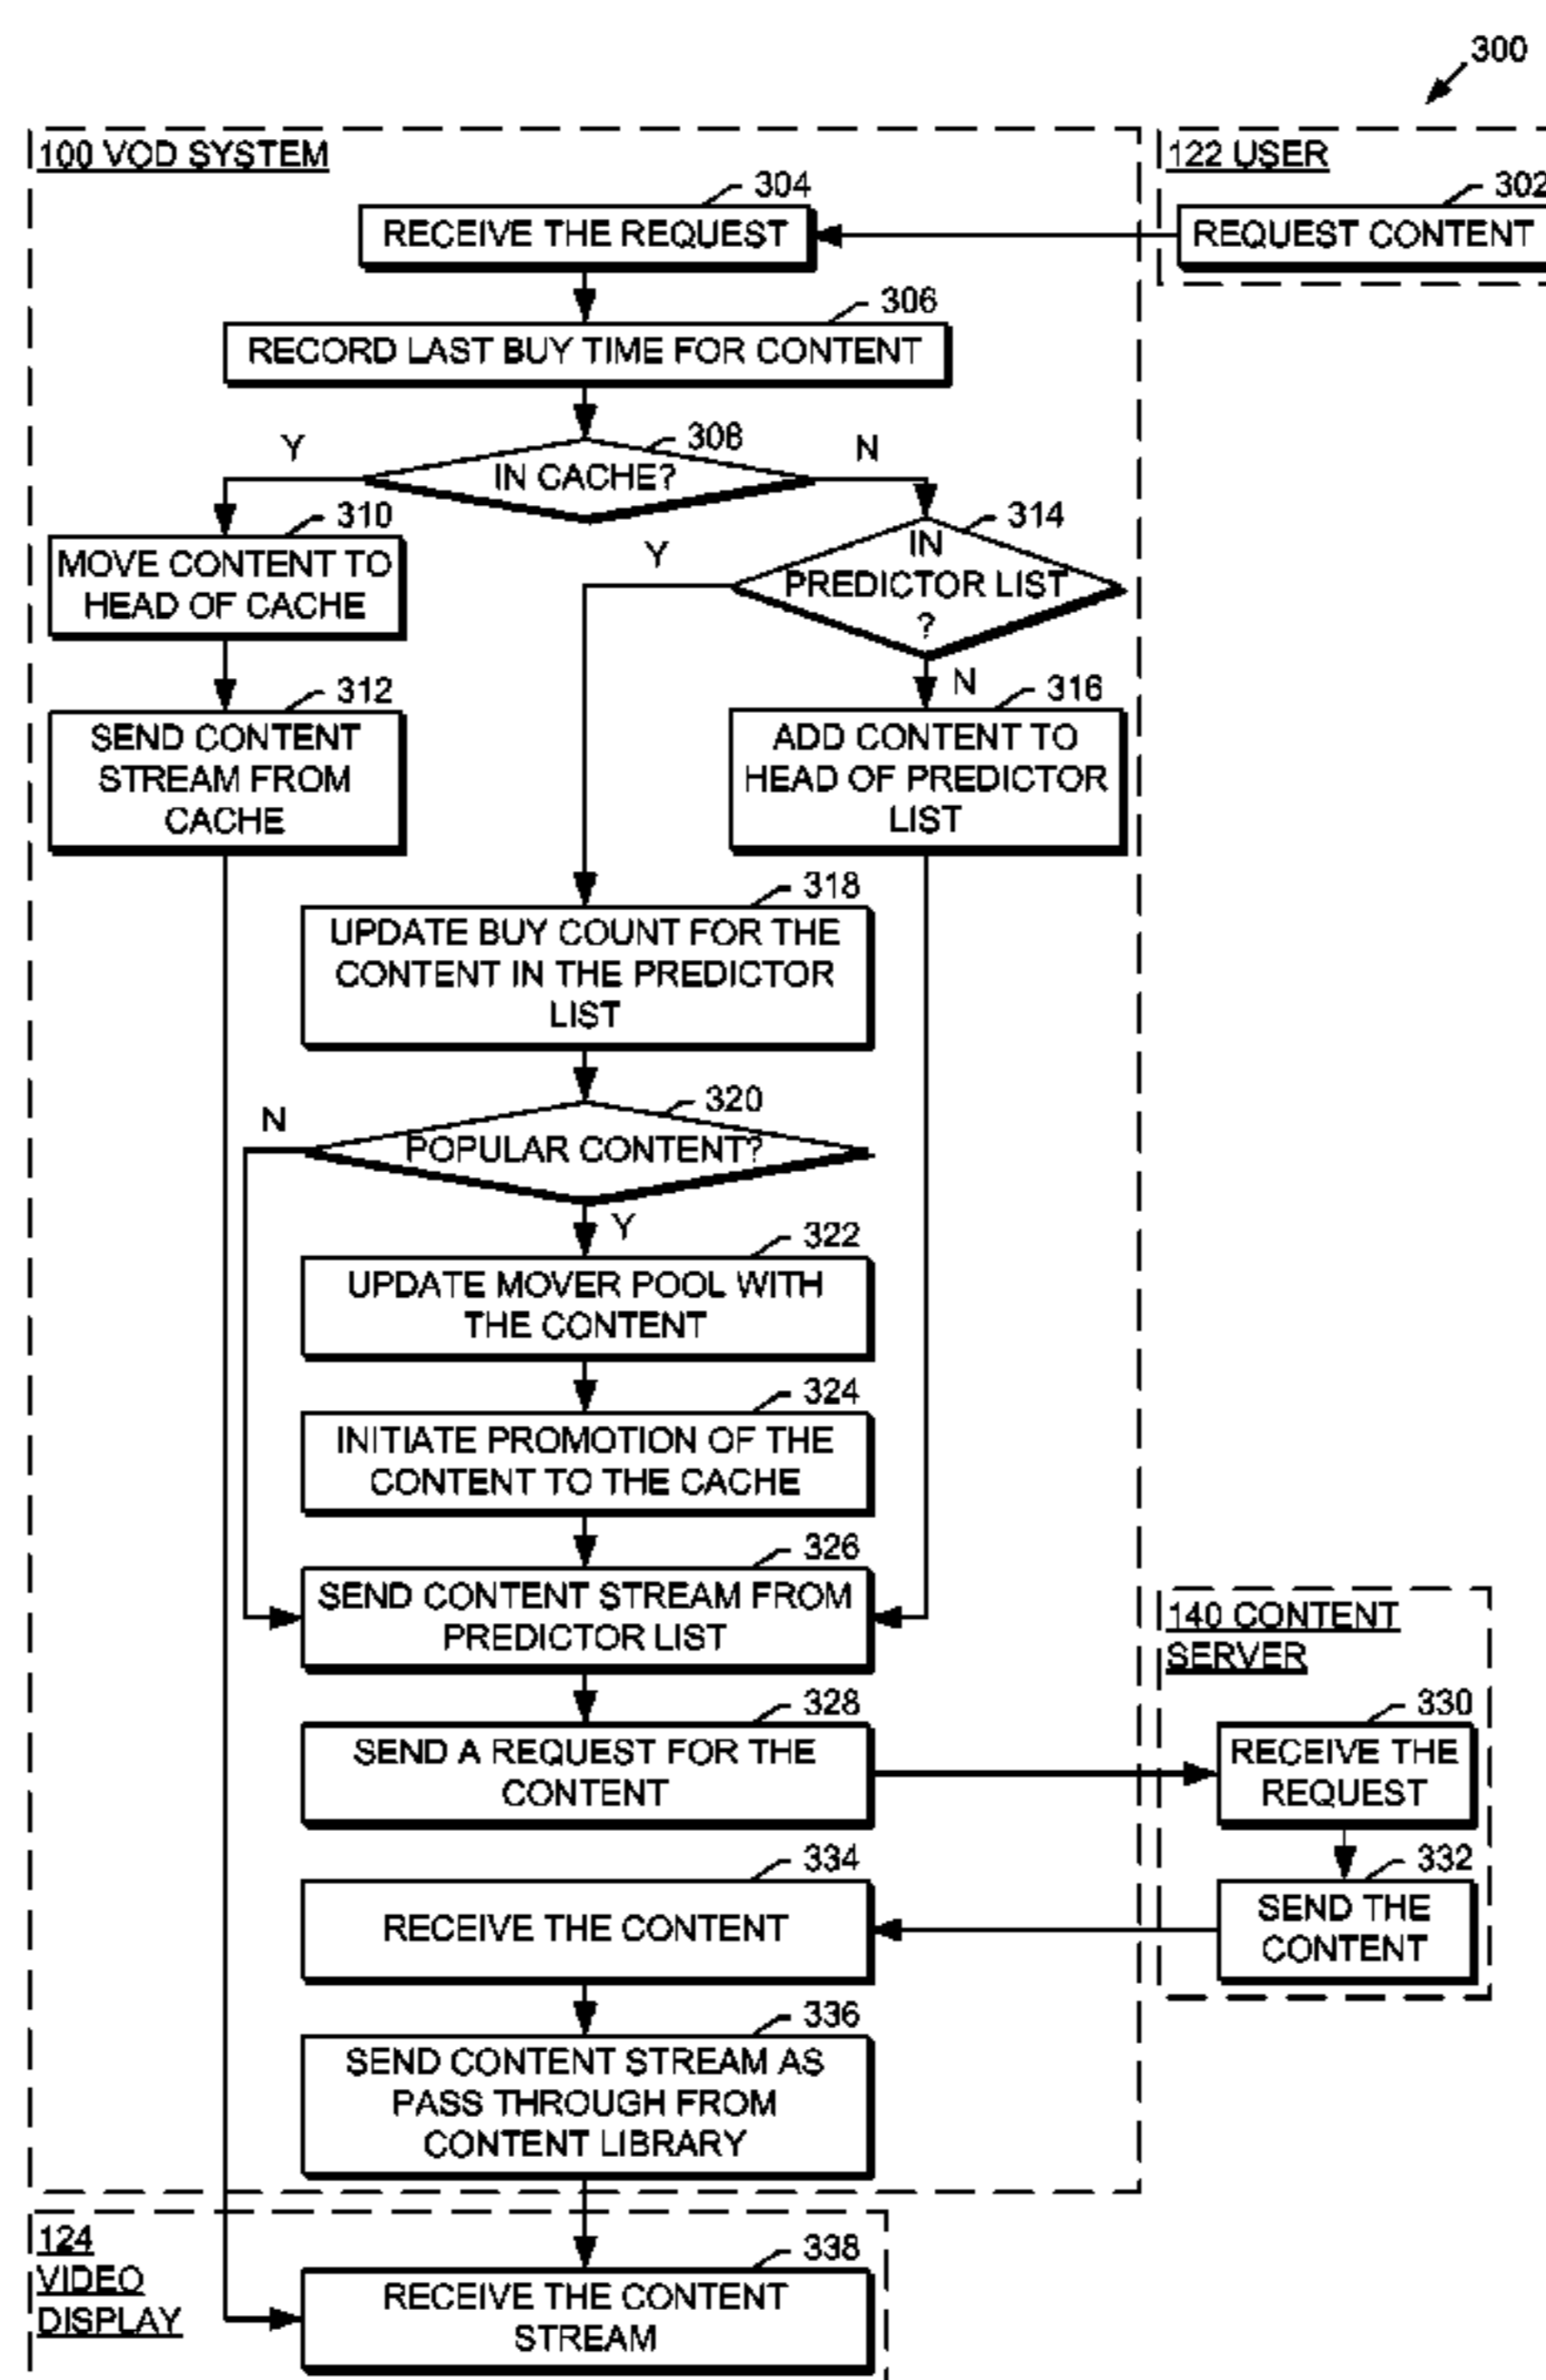 300
100 VOD SYSTEM
122 USER
304
302
RECEIVE THE REQUEST
REQUEST CONTENT
306
RECORD LAST BUY TIME FOR CONTENT
Y
308
N
IN CACHE?
310
314
MOVE CONTENT TO
HEAD OF CACHE
Y
IN
PREDICTOR LIST
?
312
N
316
SEND CONTENT
STREAM FROM
CACHE
ADD CONTENT TO
HEAD OF PREDICTOR
LIST
318
UPDATE BUY COUNT FOR THE
CONTENT IN THE PREDICTOR
LIST
320
N
POPULAR CONTENT?
Y
322
UPDATE MOVER POOL WITH
THE CONTENT
324
INITIATE PROMOTION OF THE
CONTENT TO THE CACHE
326
SEND CONTENT STREAM FROM
PREDICTOR LIST
140 CONTENT
SERVER
328
330
SEND A REQUEST FOR THE
CONTENT
RECEIVE THE
REQUEST
334
332
RECEIVE THE CONTENT
SEND THE
CONTENT
336
SEND CONTENT STREAM AS
PASS THROUGH FROM
CONTENT LIBRARY
124
VIDEO
DISPLAY
338
RECEIVE THE CONTENT
STREAM